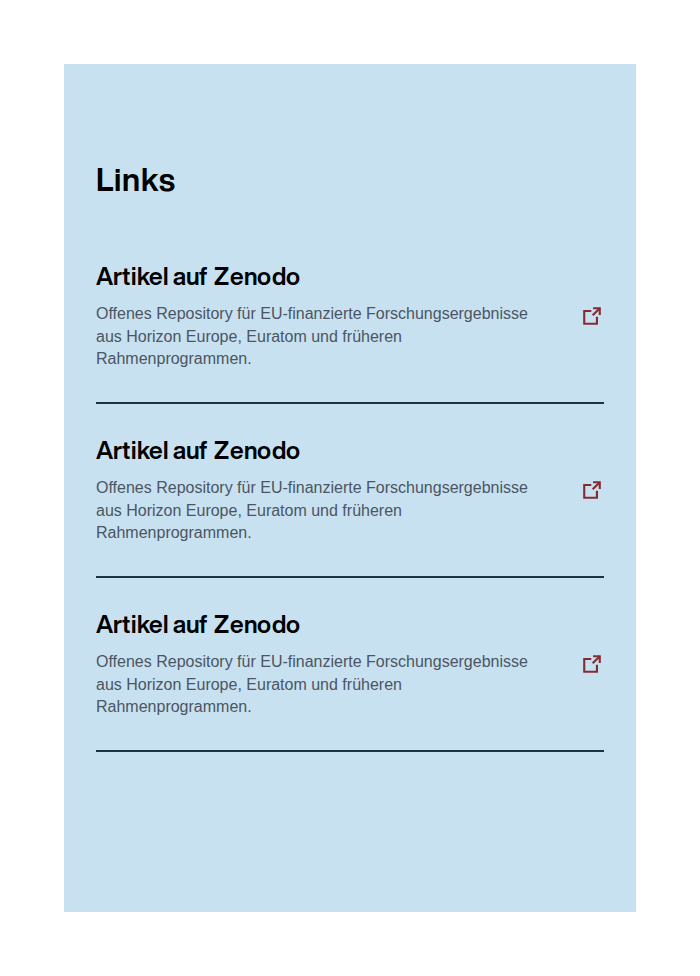 Links
Artikel auf Zenodo
Offenes Repository für EU-finanzierte Forschungsergebnisse
aus Horizon Europe, Euratom und früheren
Rahmenprogrammen.
Artikel auf Zenodo
Offenes Repository für EU-finanzierte Forschungsergebnisse
aus Horizon Europe, Euratom und früheren
Rahmenprogrammen.
Artikel auf Zenodo
Offenes Repository für EU-finanzierte Forschungsergebnisse
aus Horizon Europe, Euratom und früheren
Rahmenprogrammen.